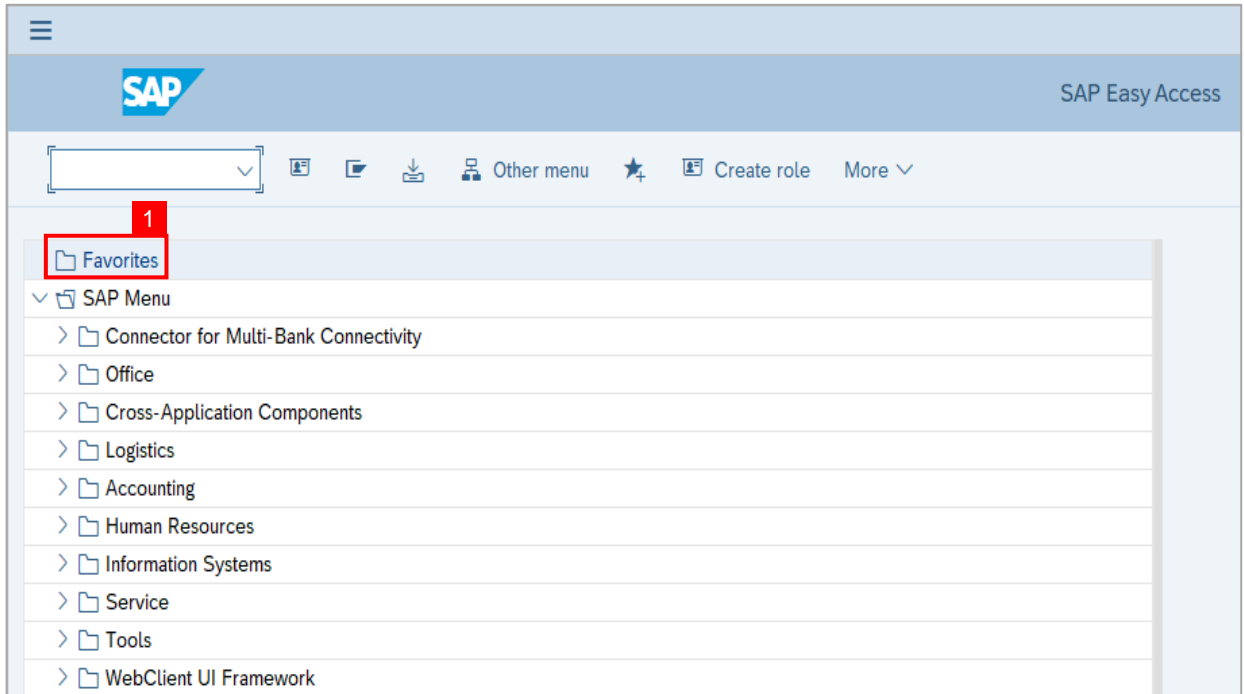 SAP
SAP Easy Access
Other menu Create role More
1
Favorites
SAP Menu
Connector for Multi-Bank Connectivity
Office
Cross-Application Components
Logistics
Accounting
Human Resources
Information Systems
Service
Tools
WebClient UI Framework